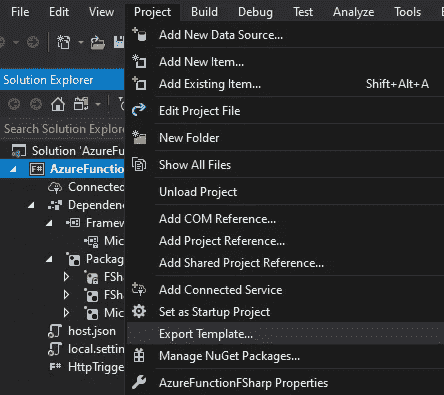 File Edit View Project Build Debug Test Analyze Tools
Add New Data Source...
Solution Explorer
Add New Item...
Add Existing Item... Shift+Alt+A
Edit Project File
Search Solution Explorer
New Folder
Solution 'AzureFu
Show All Files
AzureFunction
Unload Project
Connected
Dependenc
Add COM Reference...
Framew
Add Project Reference...
Mic
Add Shared Project Reference...
Packag
FSh
Add Connected Service
FSh
Set as Startup Project
Mic
host.json
Export Template...
local.settin
Manage NuGet Packages...
HttpTrigge
AzureFunctionFSharp Properties